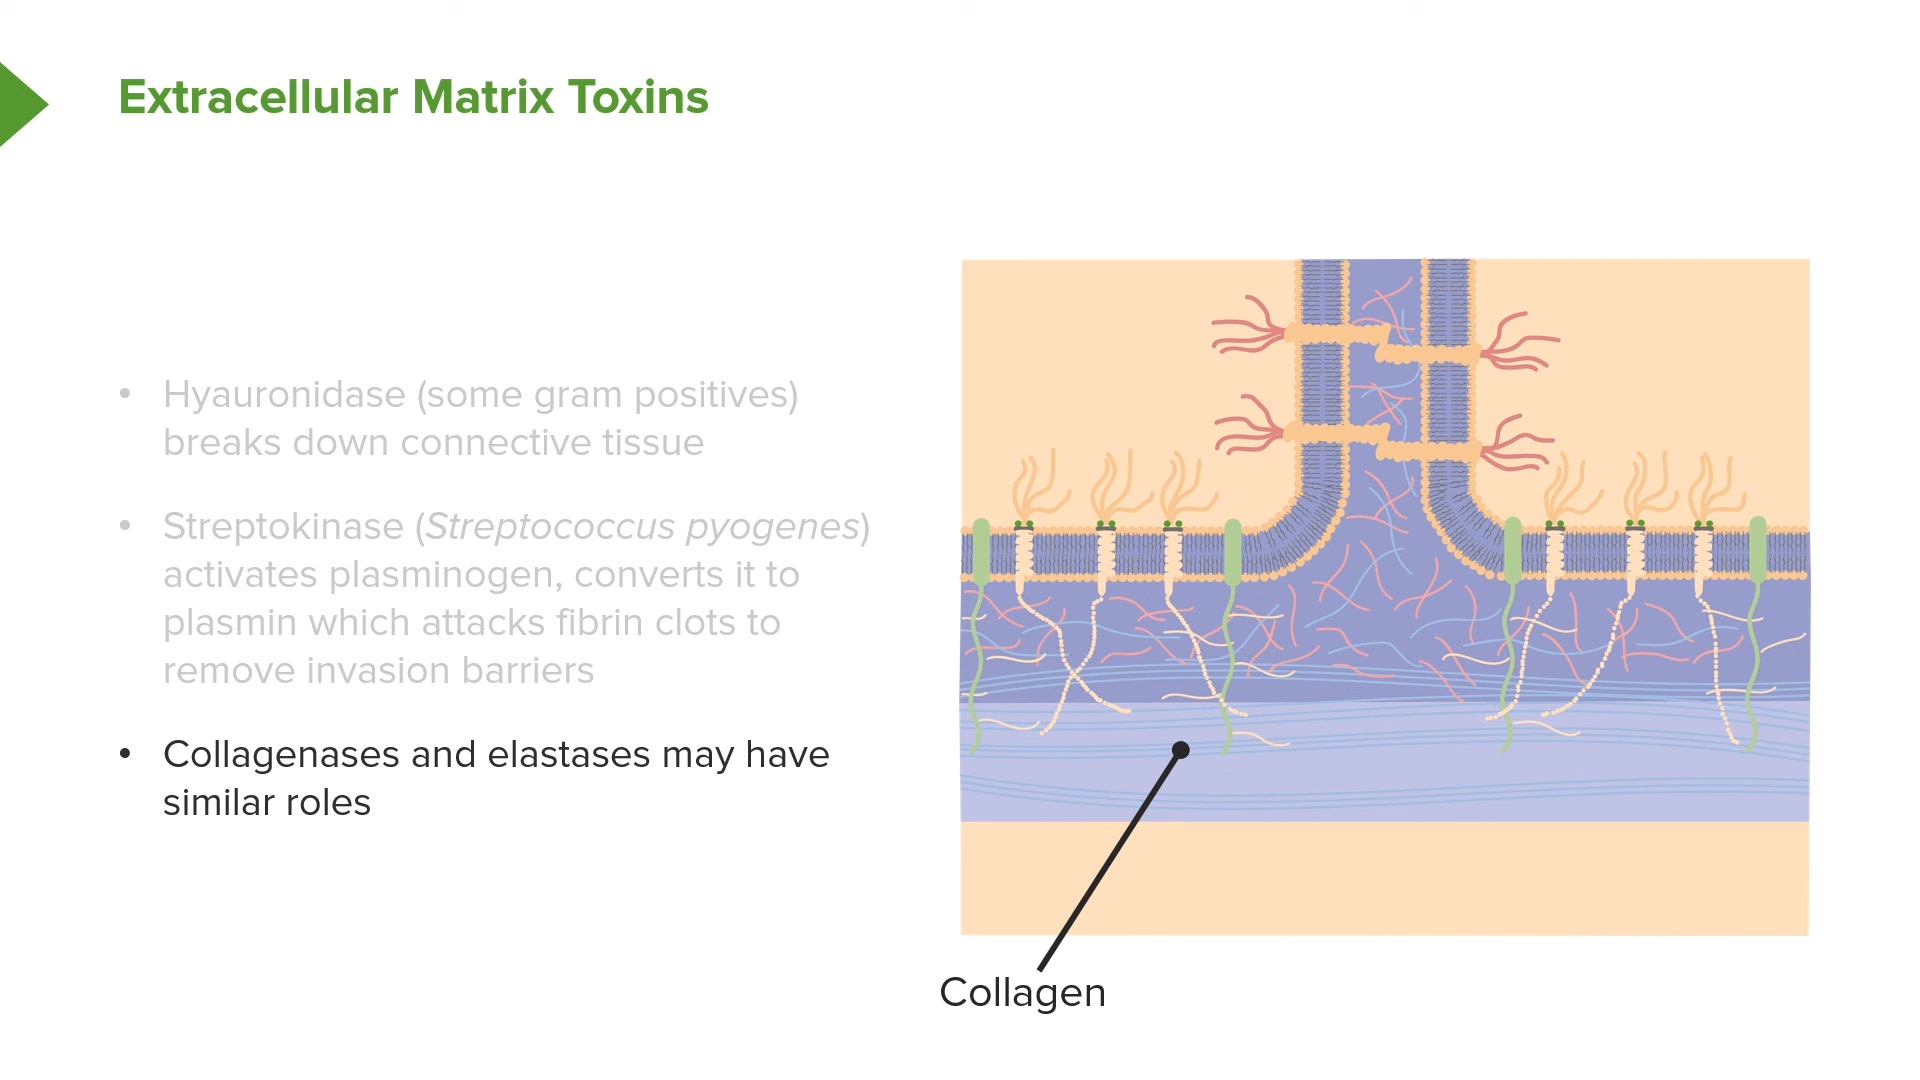 Extracellular Matrix Toxins
• Hyauronidase (some gram positives)
breaks down connective tissue
• Streptokinase (Streptococcus pyogenes)
activates plasminogen, converts it to
plasmin which attacks fibrin clots to
remove invasion barriers
• Collagenases and elastases may have
similar roles
Collagen